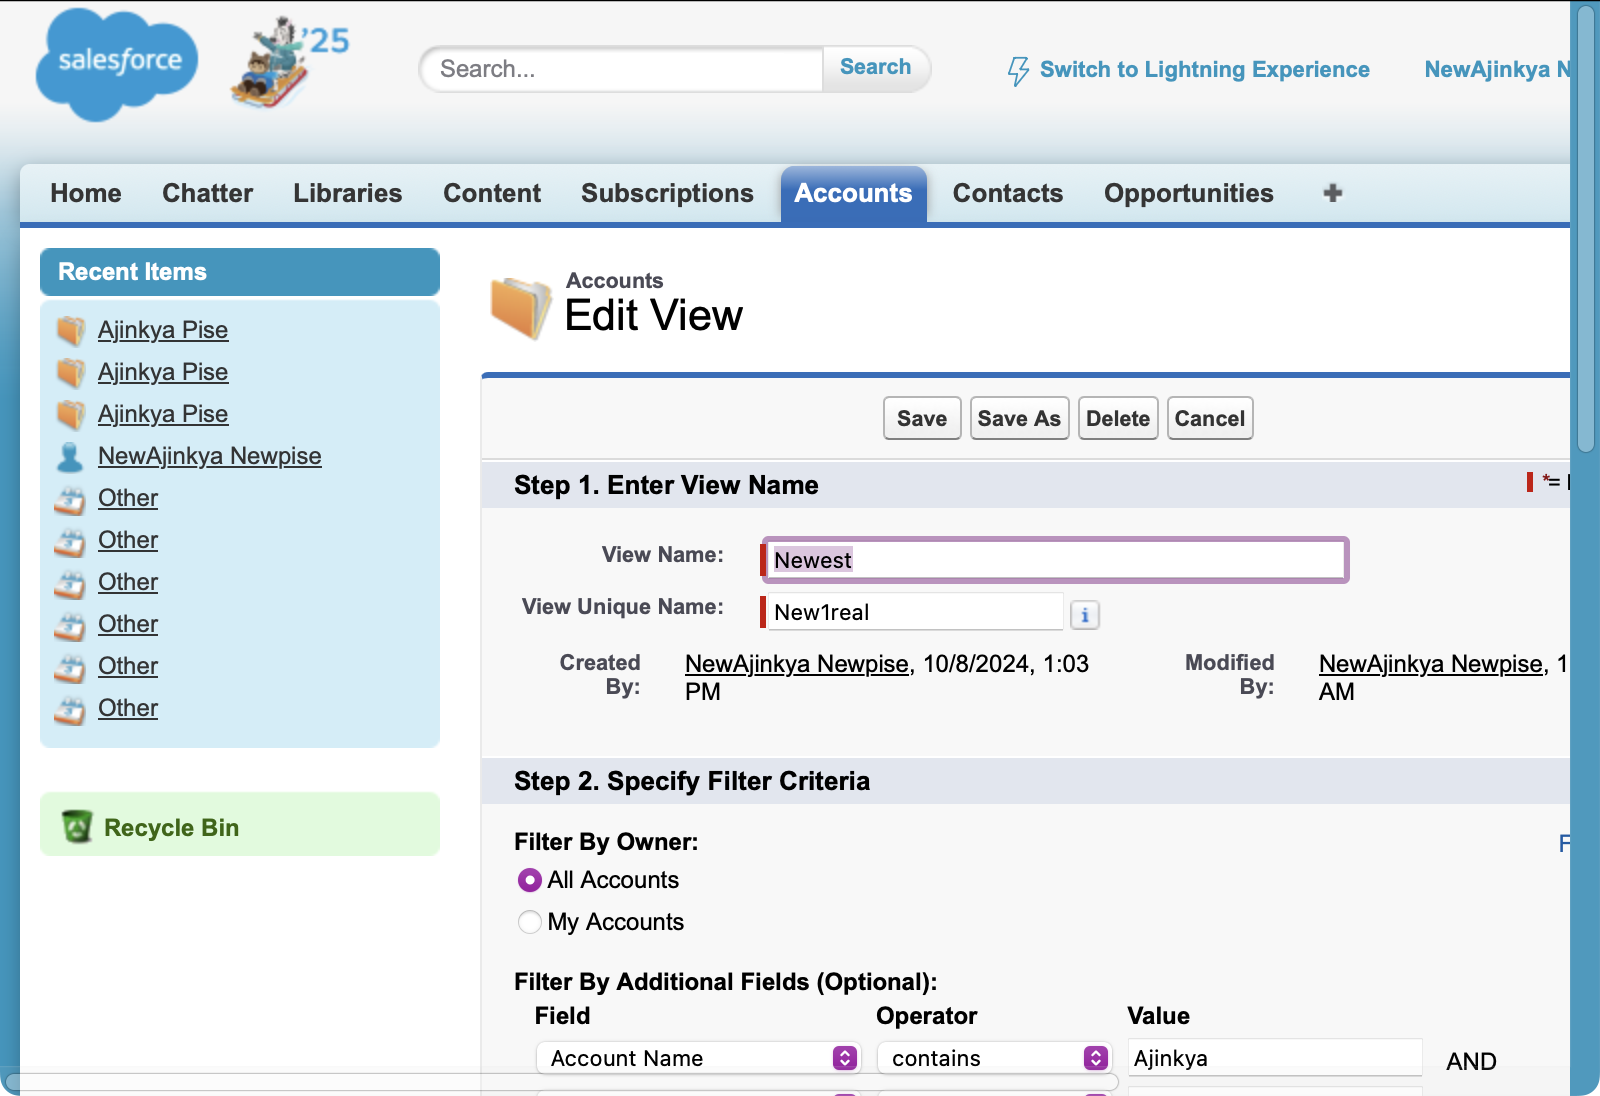 salesforce
'25
Search...
Search
Switch to Lightning Experience
NewAjinkya N
Home
Chatter
Libraries
Content
Subscriptions
Accounts
Contacts
Opportunities
Recent Items
Ajinkya Pise
Ajinkya Pise
Ajinkya Pise
NewAjinkya Newpise
Other
Other
Other
Other
Other
Other
Recycle Bin
Accounts
Edit View
Save
Save As
Delete
Cancel
Step 1. Enter View Name
*=
View Name:
Newest
View Unique Name:
New1real
i
Created By:
NewAjinkya Newpise, 10/8/2024, 1:03
PM
Modified By:
NewAjinkya Newpise, 1
AM
Step 2. Specify Filter Criteria
Filter By Owner:
F
All Accounts
My Accounts
Filter By Additional Fields (Optional):
Field
Operator
Value
Account Name
contains
Ajinkya
AND